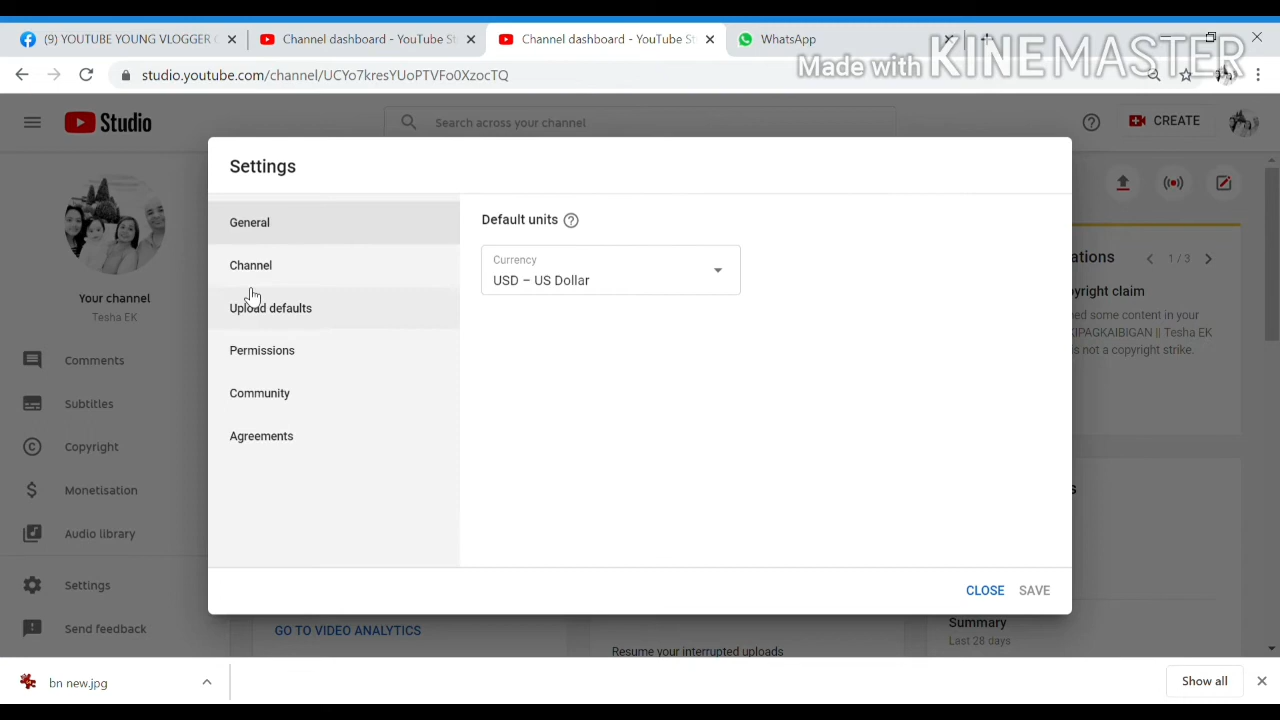 (9) YOUTUBE YOUNG VLOGGER
Channel dashboard - YouTube St
Channel dashboard - YouTube St
WhatsApp
Made with KINEMASTER
studio.youtube.com/channel/UCYo7kresYUoPTVFo0XzocTQ
Studio
Search across your channel
CREATE
Settings
General
Channel
Upload defaults
Permissions
Community
Agreements
Default units
Currency
USD – US Dollar
CLOSE
SAVE
Your channel
Tesha EK
Comments
Subtitles
Copyright
Monetisation
Audio library
Settings
Send feedback
ations
1 / 3
yright claim
ned some content in your
KIPAGKAIBIGAN || Tesha EK
is not a copyright strike.
GO TO VIDEO ANALYTICS
Resume your interrupted uploads
Summary
Last 28 days
bn new.jpg
Show all